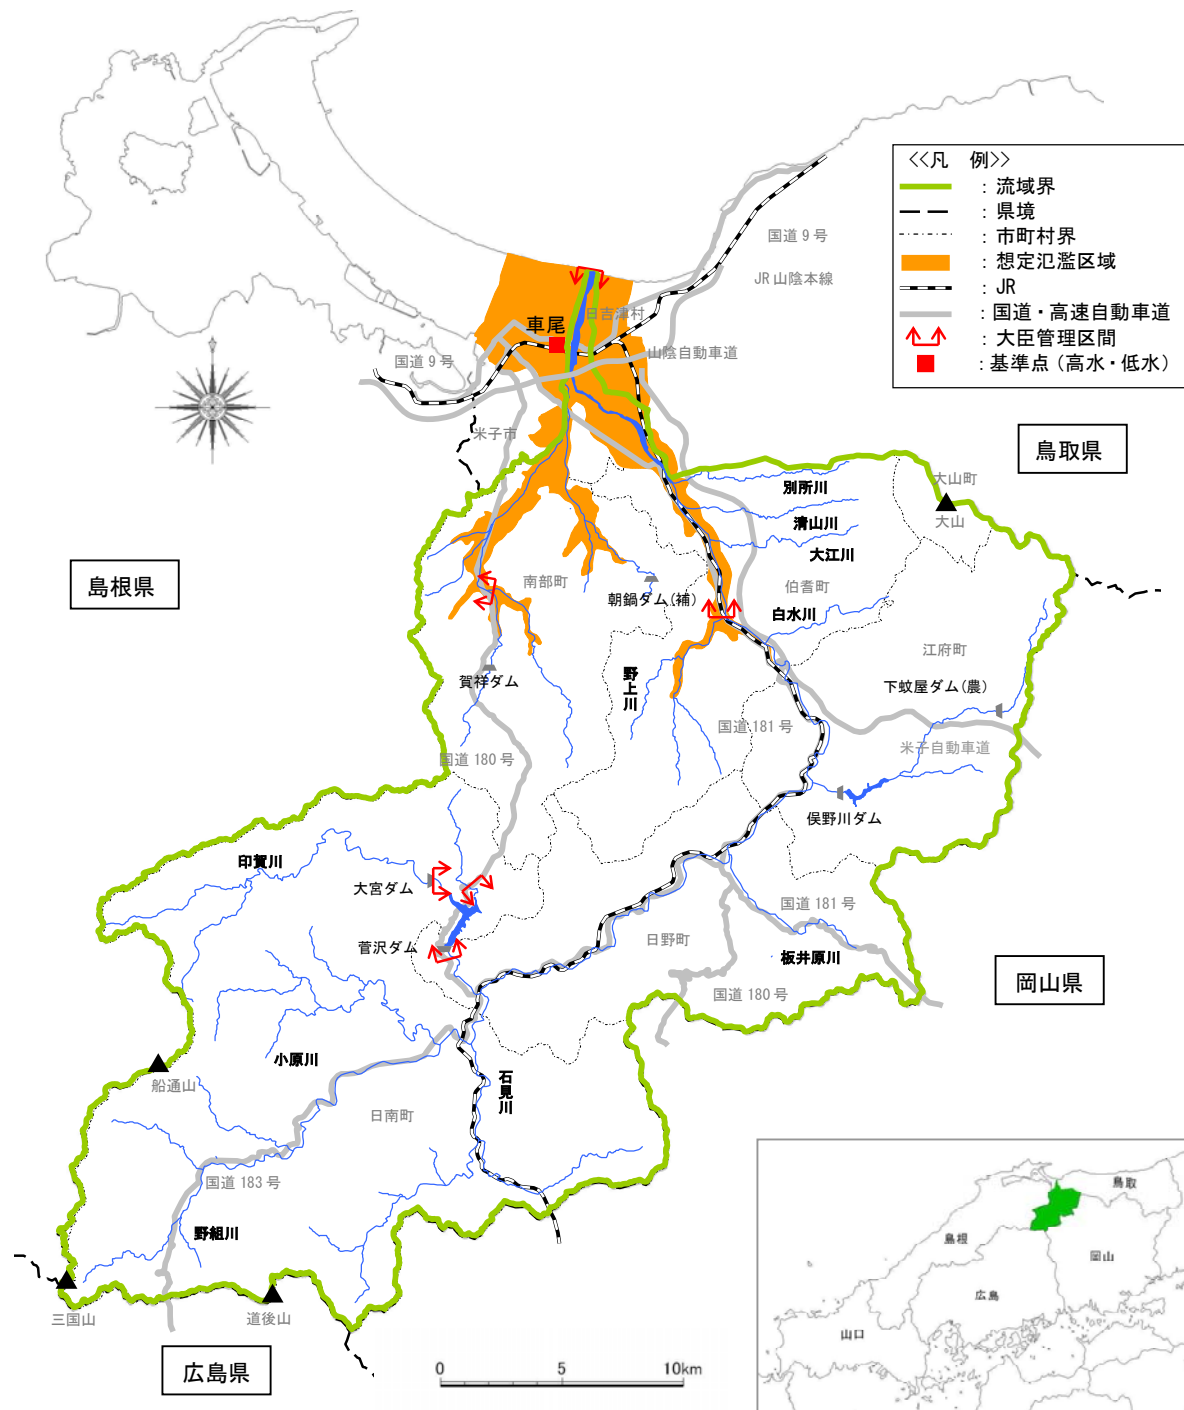 <<凡 例>>
: 流域界
: 県境
: 市町村界
: 想定氾濫区域
: JR
: 国道・高速自動車道
: 大臣管理区間
: 基準点 (高水・低水)
国道 9 号
JR 山陰本線
日吉津村
車尾
山陰自動車道
国道 9 号
米子市
鳥取県
大山町
大山
別所川
清山川
大江川
島根県
南部町
朝鍋ダム(補)
伯耆町
白水川
江府町
賀祥ダム
野上川
下蚊屋ダム(農)
国道 181 号
米子自動車道
国道 180 号
俣野川ダム
印賀川
大宮ダム
国道 181 号
菅沢ダム
日野町
板井原川
岡山県
国道 180 号
小原川
船通山
石見川
日南町
国道 183 号
野組川
三国山
道後山
広島県
0 5 10km
鳥取
島根
岡山
広島
山口